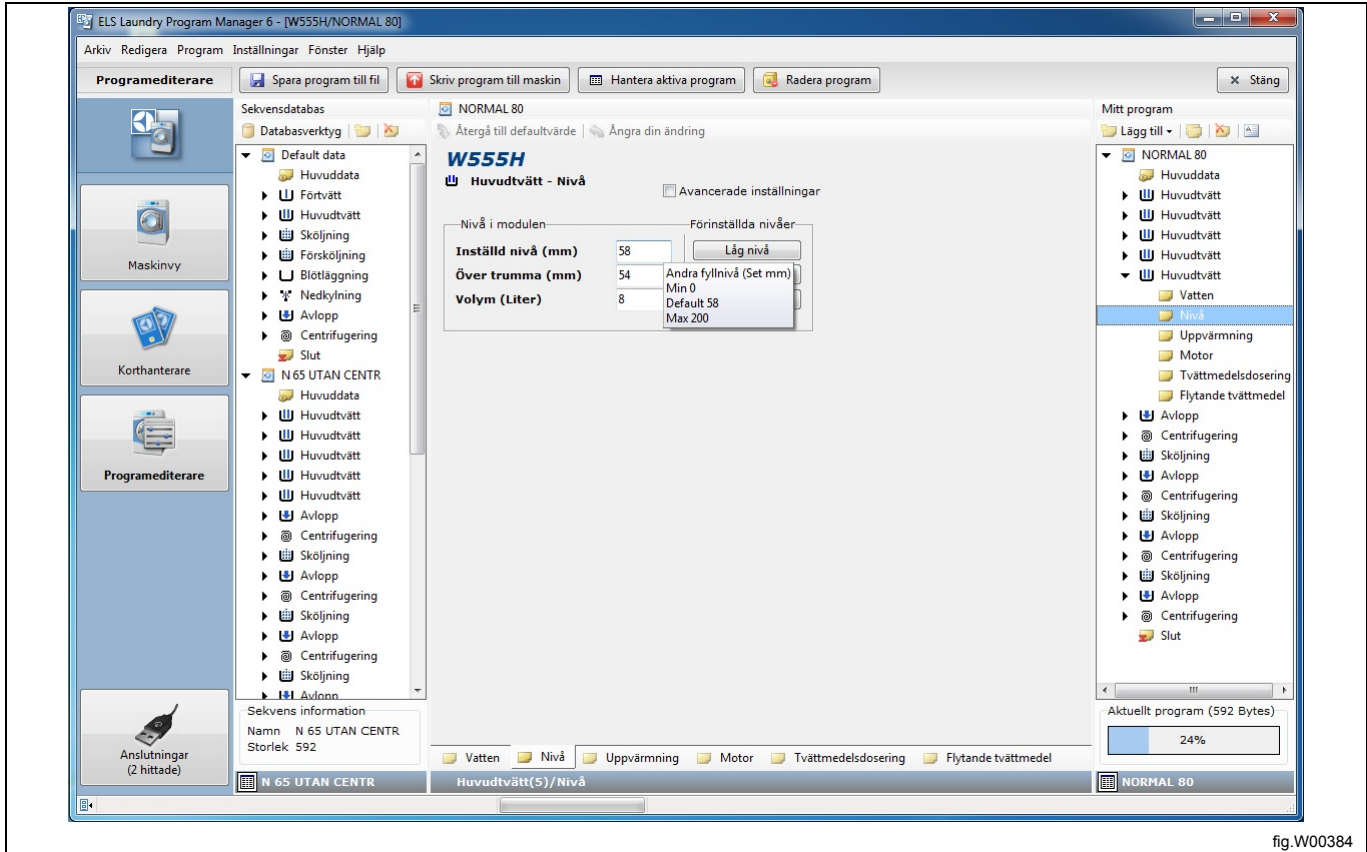 ELS Laundry Program Manager 6 - [W555H/NORMAL 80]
Arkiv Redigera Program Inställningar Fönster Hjälp
Programediterare
Spara program till fil
Skriv program till maskin
Hantera aktiva program
Radera program
Stäng
Maskinvy
Korthanterare
Programediterare
Anslutningar
(2 hittade)
Sekvensdatabas
Databasverktyg
Default data
Huvuddata
Förtvätt
Huvudtvätt
Sköljning
Försköljning
Blötläggning
Nedkylning
Avlopp
Centrifugering
Slut
N 65 UTAN CENTR
Huvuddata
Huvudtvätt
Huvudtvätt
Huvudtvätt
Huvudtvätt
Huvudtvätt
Avlopp
Centrifugering
Sköljning
Avlopp
Centrifugering
Sköljning
Avlopp
Centrifugering
Sköljning
Avlopp
Sekvens information
Namn N 65 UTAN CENTR
Storlek 592
N 65 UTAN CENTR
NORMAL 80
Återgå till defaultvärde
Ångra din ändring
W555H
Huvudtvätt - Nivå
Avancerade inställningar
Nivå i modulen
Förinställda nivåer
Inställd nivå (mm) 58
Låg nivå
Över trumma (mm) 54
Volym (Liter) 8
Andra fyllnivå (Set mm)
Min 0
Default 58
Max 200
Vatten
Nivå
Uppvärmning
Motor
Tvättmedelsdosering
Flytande tvättmedel
Huvudtvätt(5)/Nivå
Mitt program
Lägg till
NORMAL 80
Huvuddata
Huvudtvätt
Huvudtvätt
Huvudtvätt
Huvudtvätt
Huvudtvätt
Vatten
Nivå
Uppvärmning
Motor
Tvättmedelsdosering
Flytande tvättmedel
Avlopp
Centrifugering
Sköljning
Avlopp
Centrifugering
Sköljning
Avlopp
Centrifugering
Sköljning
Avlopp
Centrifugering
Slut
Aktuellt program (592 Bytes)
24%
NORMAL 80
fig.W00384